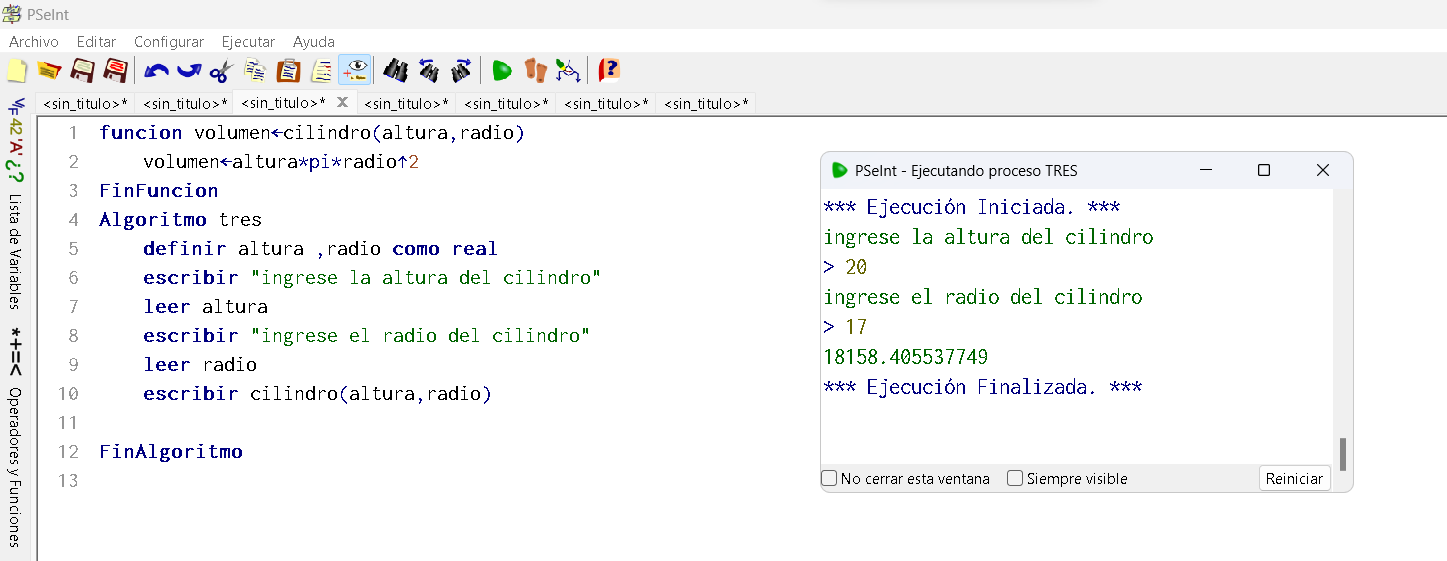 PSeInt
Archivo Editar Configurar Ejecutar Ayuda
<sin_titulo>* <sin_titulo>* <sin_titulo>* X <sin_titulo>* <sin_titulo>* <sin_titulo>* <sin_titulo>*
1 funcion volumen←cilindro(altura,radio)
2 volumen←altura*pi*radio↑2
3 FinFuncion
4 Algoritmo tres
5 definir altura ,radio como real
6 escribir "ingrese la altura del cilindro"
7 leer altura
8 escribir "ingrese el radio del cilindro"
9 leer radio
10 escribir cilindro(altura,radio)
11
12 FinAlgoritmo
13
V/F 42 'A' ¿?
Lista de Variables
*+=<
Operadores y Funciones
PSeInt - Ejecutando proceso TRES
*** Ejecución Iniciada. ***
ingrese la altura del cilindro
> 20
ingrese el radio del cilindro
> 17
18158.405537749
*** Ejecución Finalizada. ***
No cerrar esta ventana Siempre visible Reiniciar